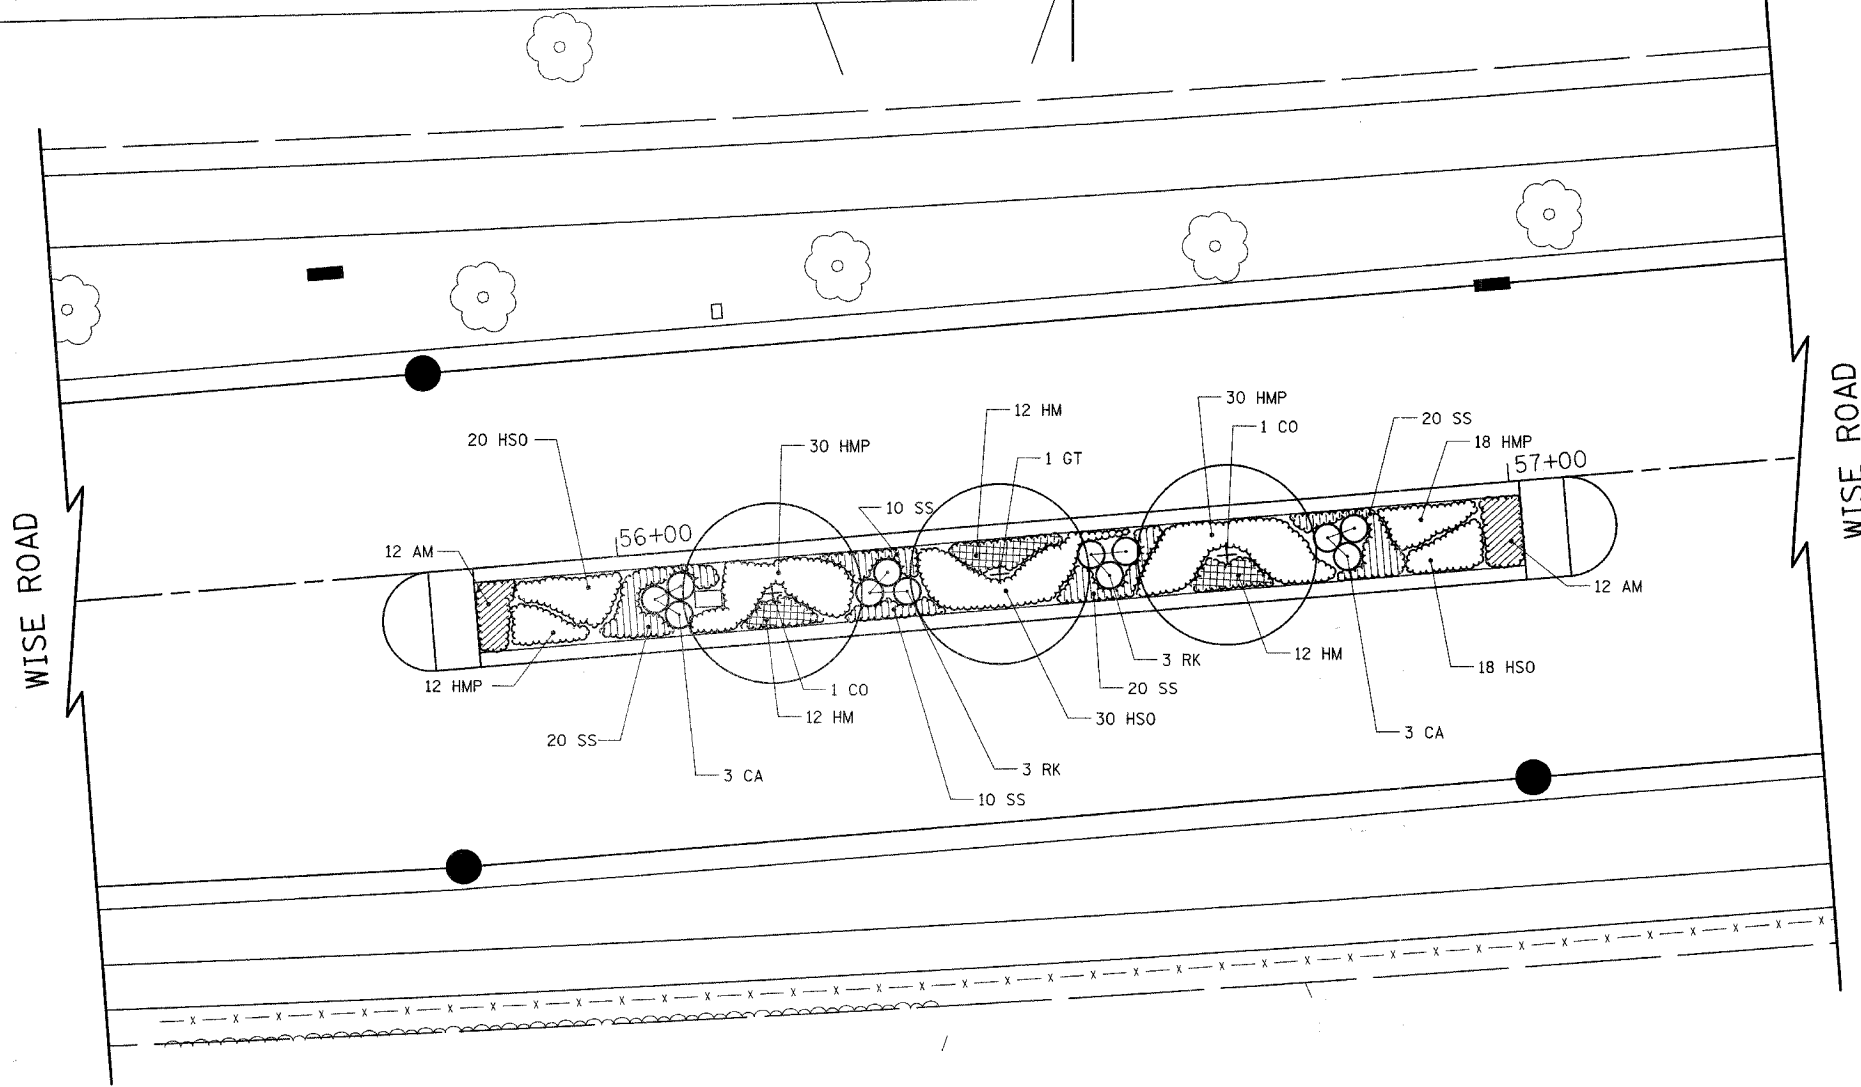 12 HM
30 HMP
1 CO
20 SS
18 HMP
20 HSO
30 HMP
1 GT
57+00
WISE ROAD
10 SS
56+00
WISE ROAD
12 AM
12 AM
12 HMP
1 CO
12 HM
3 RK
12 HM
18 HSO
20 SS
30 HSO
20 SS
3 CA
3 CA
3 RK
10 SS